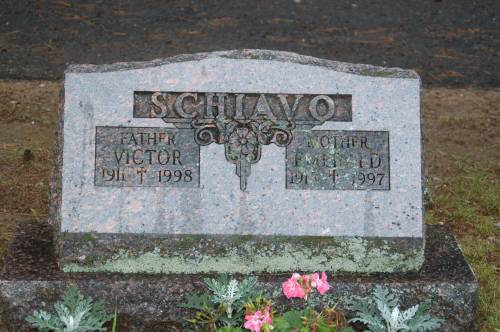 SCHIAVO
FATHER
VICTOR
1911 † 1998
MOTHER
† 1997